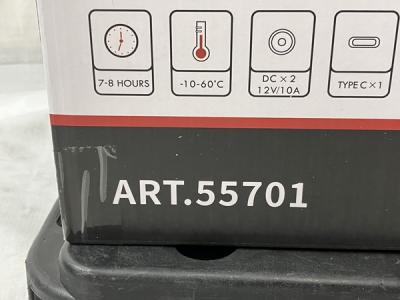 7-8 HOURS
-10-60°C
DC × 2
12V/10A
TYPE C × 1
ART.55701